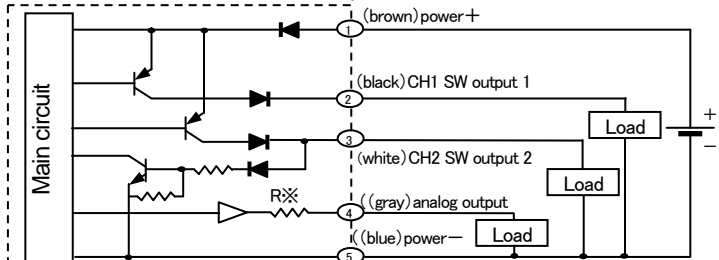 Main circuit
1 (brown)power+
2 (black)CH1 SW output 1
Load
+
−
3
(white)CH2 SW output 2
Load
R※
4 ((gray)analog output
Load
5 ((blue)power−